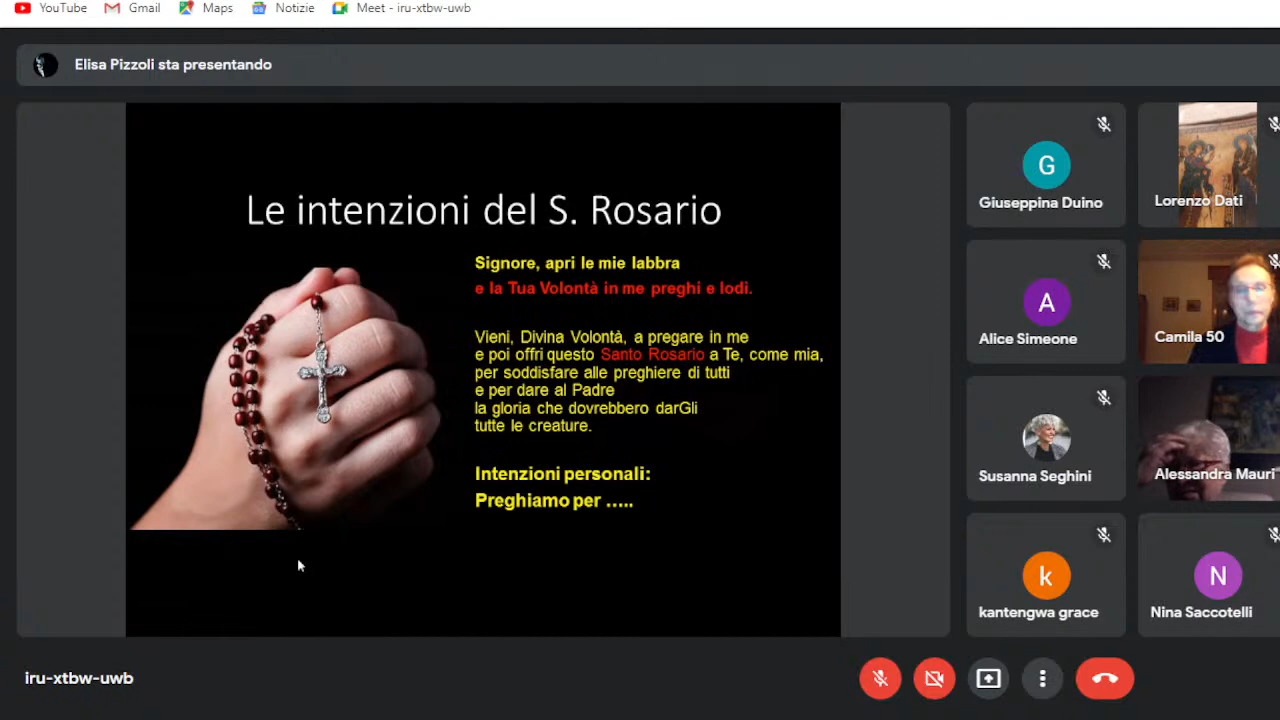 YouTube
Gmail
Maps
Notizie
Meet - iru-xtbw-uwb
Elisa Pizzoli sta presentando
Le intenzioni del S. Rosario
Signore, apri le mie labbra
e la Tua Volontà in me preghi e lodi.
Vieni, Divina Volontà, a pregare in me
e poi offri questo Santo Rosario a Te, come mia,
per soddisfare alle preghiere di tutti
e per dare al Padre
la gloria che dovrebbero darGli
tutte le creature.
Intenzioni personali:
Preghiamo per …..
G
Giuseppina Duino
Lorenzo Dati
A
Alice Simeone
Camila 50
Susanna Seghini
Alessandra Mauri
k
kantengwa grace
N
Nina Saccotelli
iru-xtbw-uwb